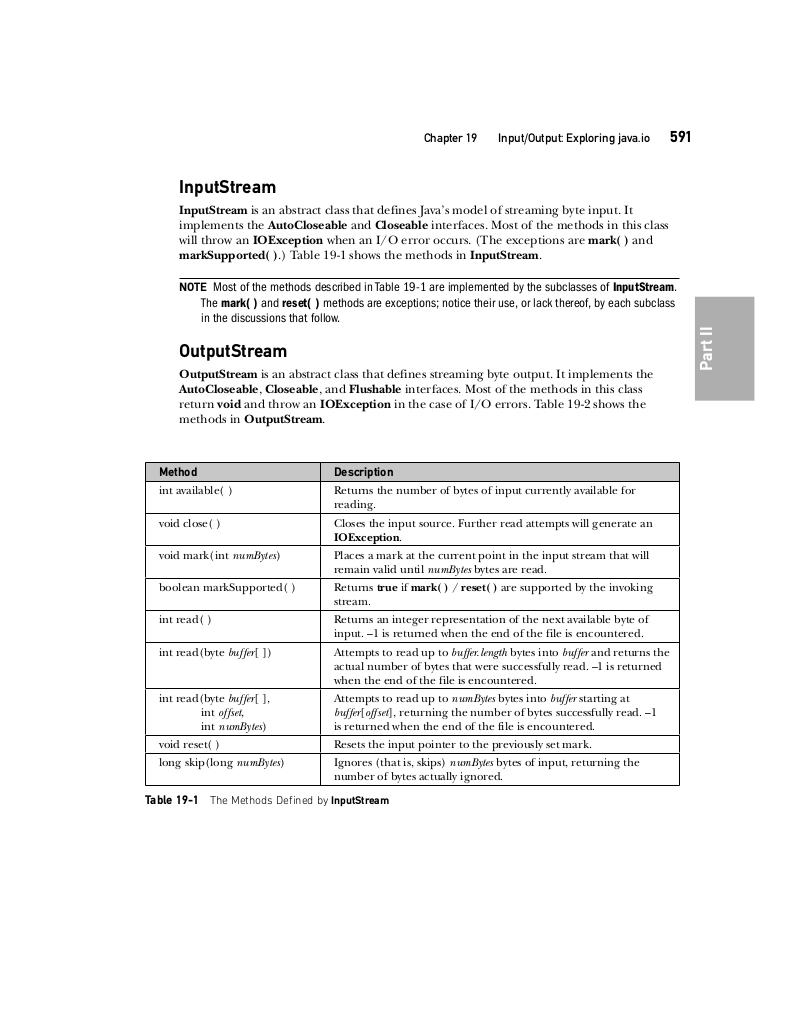 Chapter 19 Input/Output: Exploring java.io 591
InputStream
InputStream is an abstract class that defines Java's model of streaming byte input. It
implements the AutoCloseable and Closeable interfaces. Most of the methods in this class
will throw an IOException when an I/O error occurs. (The exceptions are mark( ) and
markSupported( ).) Table 19-1 shows the methods in InputStream.
NOTE Most of the methods described in Table 19-1 are implemented by the subclasses of InputStream.
The mark( ) and reset( ) methods are exceptions; notice their use, or lack thereof, by each subclass
in the discussions that follow.
Part II
OutputStream
OutputStream is an abstract class that defines streaming byte output. It implements the
AutoCloseable, Closeable, and Flushable interfaces. Most of the methods in this class
return void and throw an IOException in the case of I/O errors. Table 19-2 shows the
methods in OutputStream.
Method Description
int available( ) Returns the number of bytes of input currently available for
reading.
void close( ) Closes the input source. Further read attempts will generate an
IOException.
void mark(int numBytes) Places a mark at the current point in the input stream that will
remain valid until numBytes bytes are read.
boolean markSupported( ) Returns true if mark( ) / reset( ) are supported by the invoking
stream.
int read( ) Returns an integer representation of the next available byte of
input. –1 is returned when the end of the file is encountered.
int read(byte buffer[ ]) Attempts to read up to buffer.length bytes into buffer and returns the
actual number of bytes that were successfully read. –1 is returned
when the end of the file is encountered.
int read(byte buffer[ ], Attempts to read up to numBytes bytes into buffer starting at
int offset, buffer[offset], returning the number of bytes successfully read. –1
int numBytes) is returned when the end of the file is encountered.
void reset( ) Resets the input pointer to the previously set mark.
long skip(long numBytes) Ignores (that is, skips) numBytes bytes of input, returning the
number of bytes actually ignored.
Table 19-1 The Methods Defined by InputStream